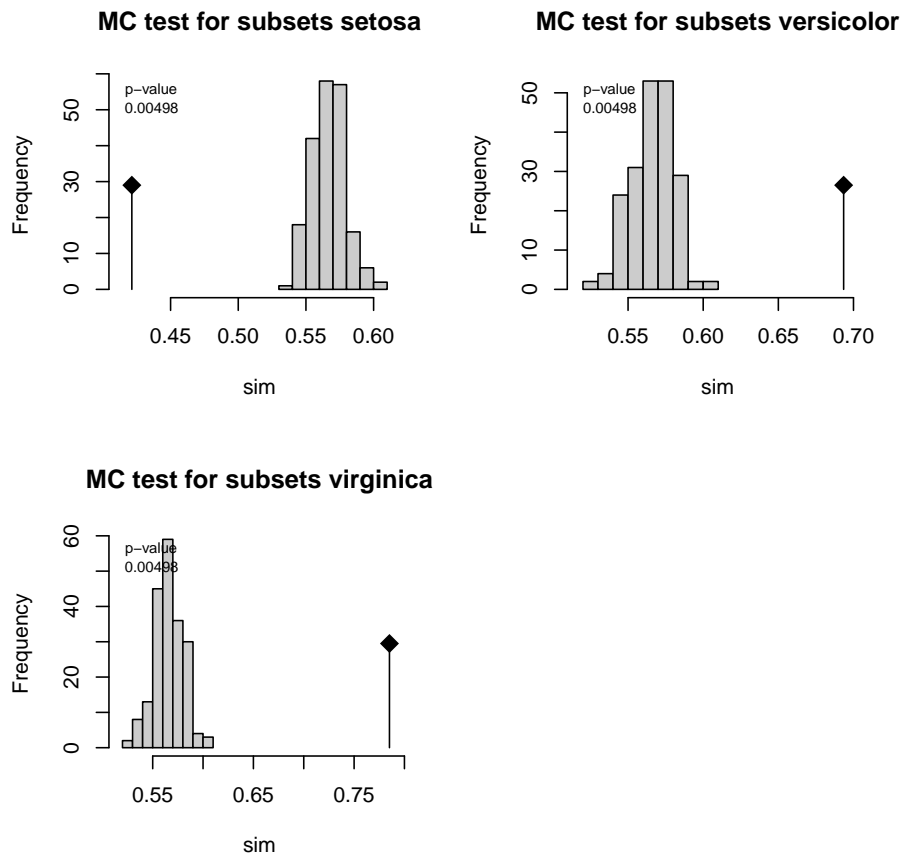 MC test for subsets setosa
p−value
0.00498
Frequency
0 10 30 50
0.45 0.50 0.55 0.60
sim
MC test for subsets versicolor
p−value
0.00498
Frequency
0 10 30 50
0.55 0.60 0.65 0.70
sim
MC test for subsets virginica
p−value
0.00498
Frequency
0 20 40 60
0.55 0.65 0.75
sim